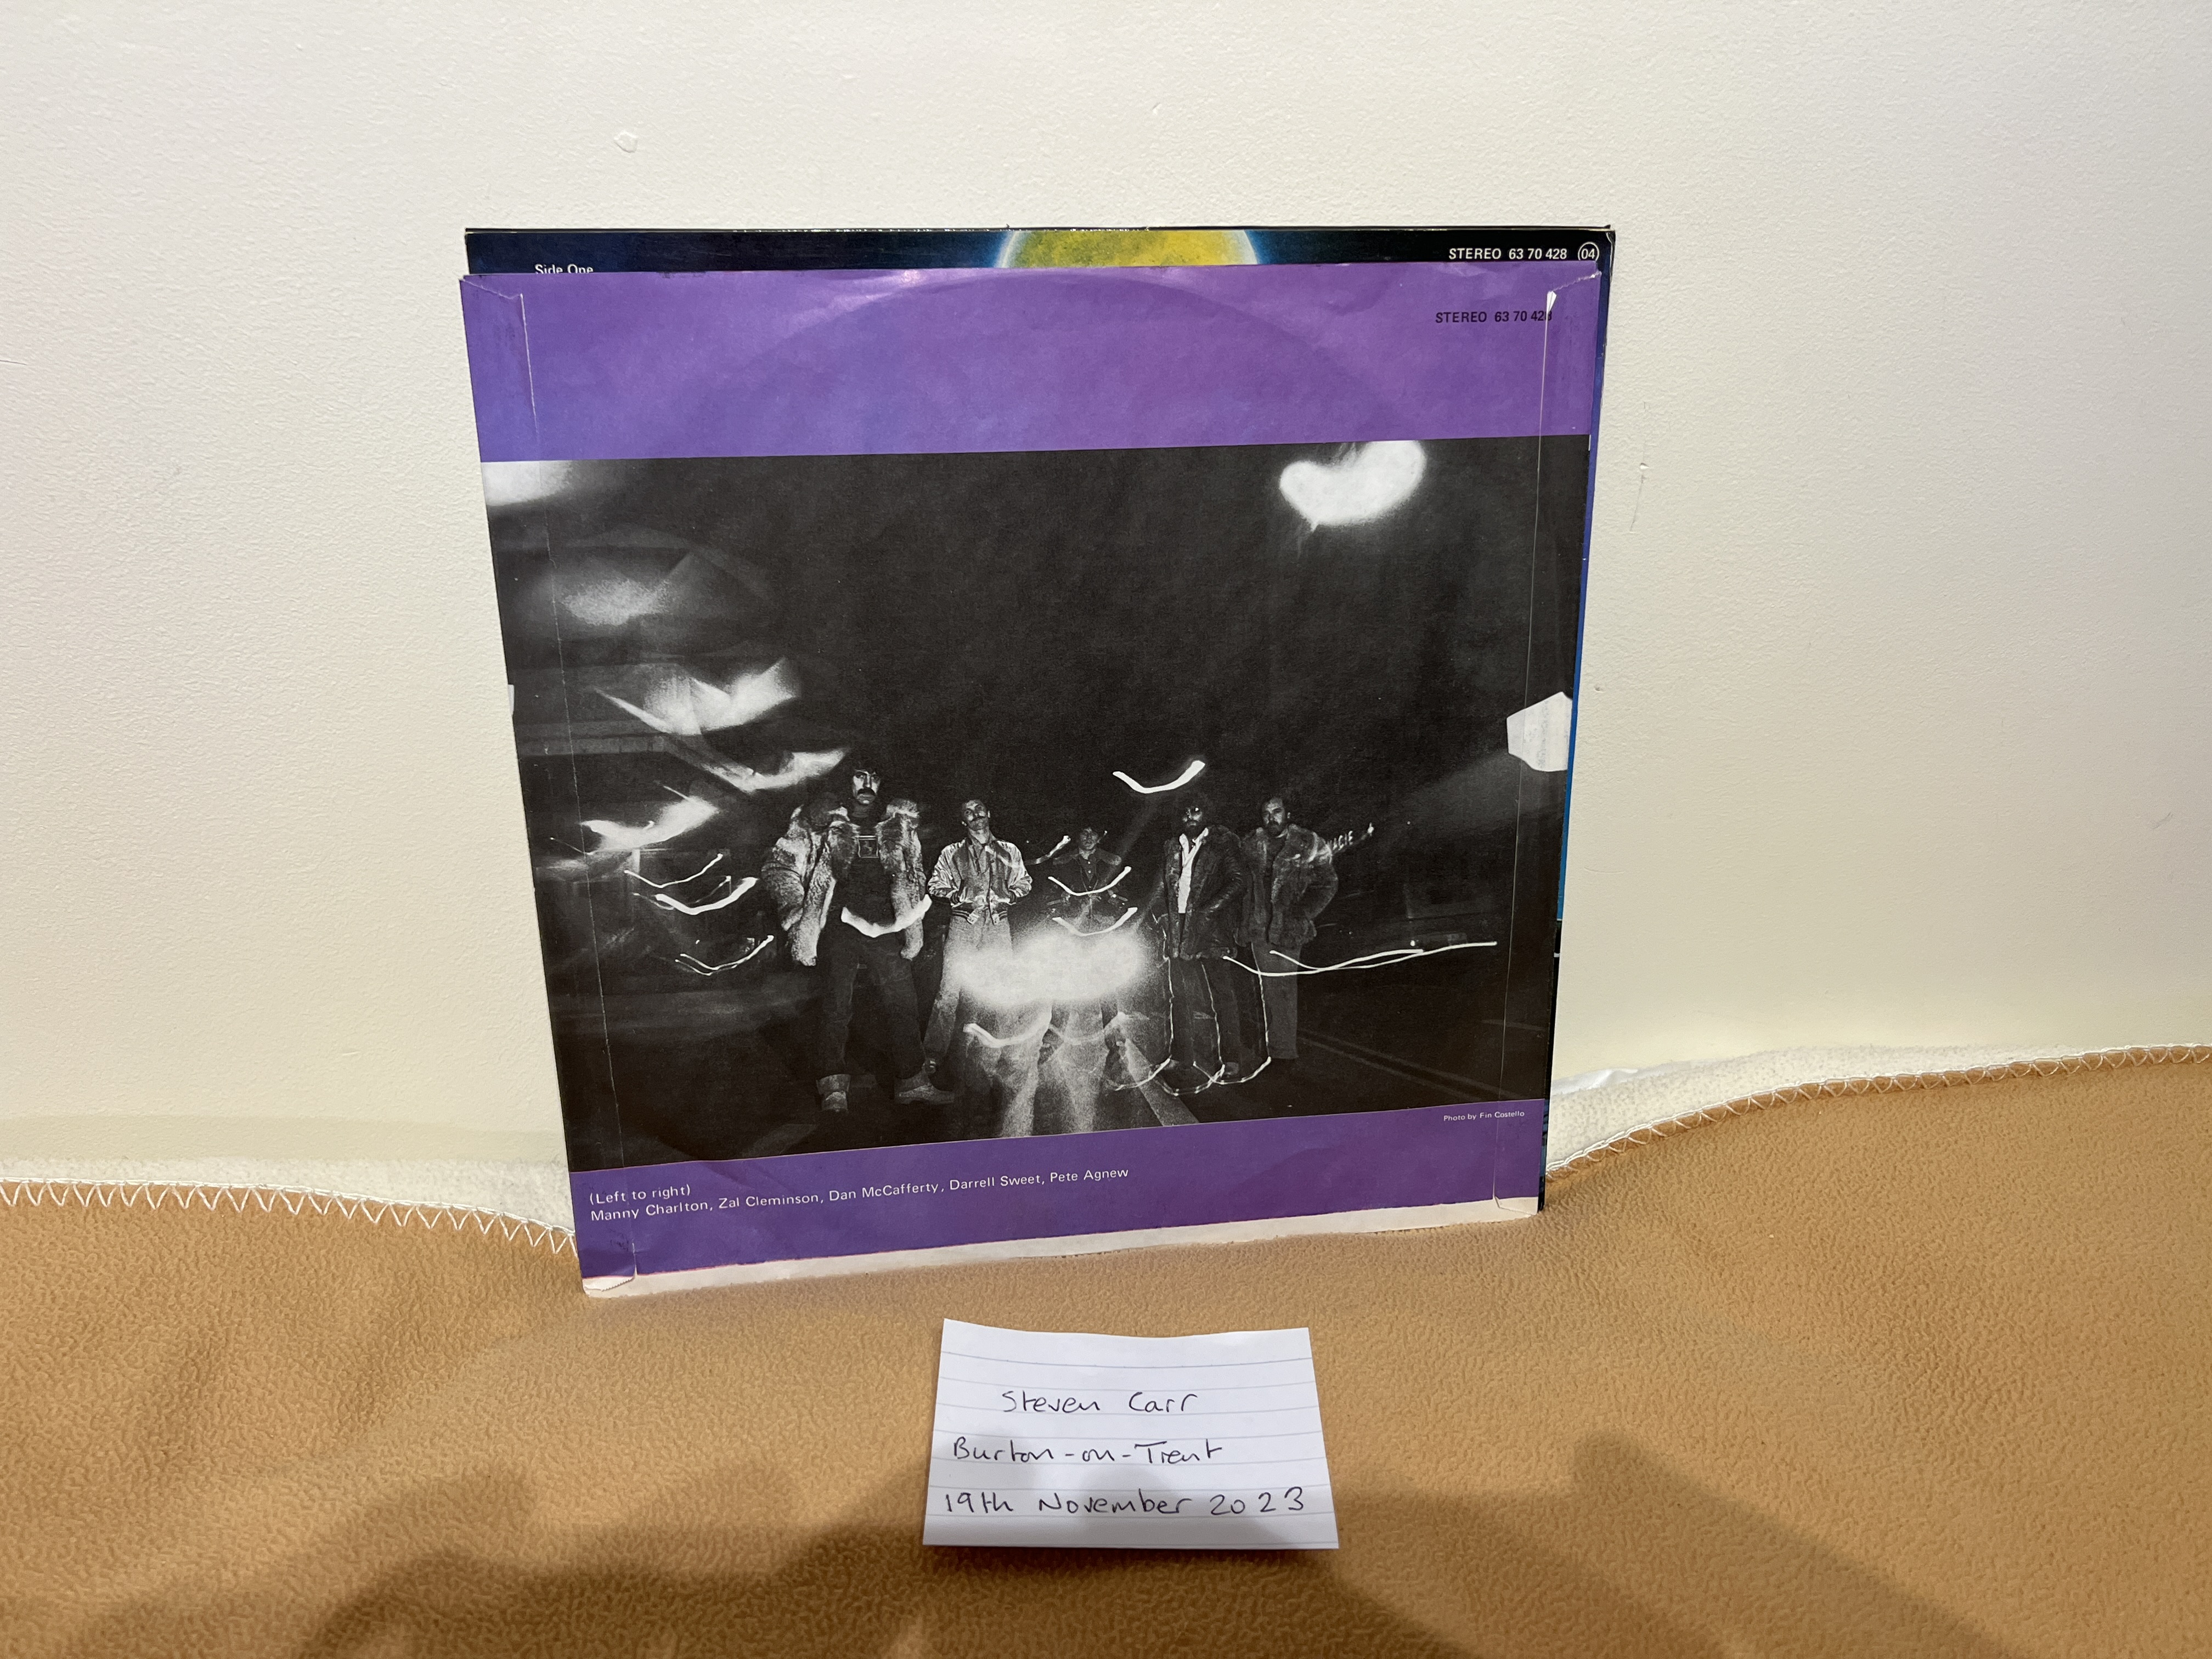 Side One
STEREO 63 70 428 (04)
STEREO 63 70 428
Photo by Fin Costello
(Left to right)
Manny Charlton, Zal Cleminson, Dan McCafferty, Darrell Sweet, Pete Agnew
Steven Carr
Burton-on-Trent
19th November 2023